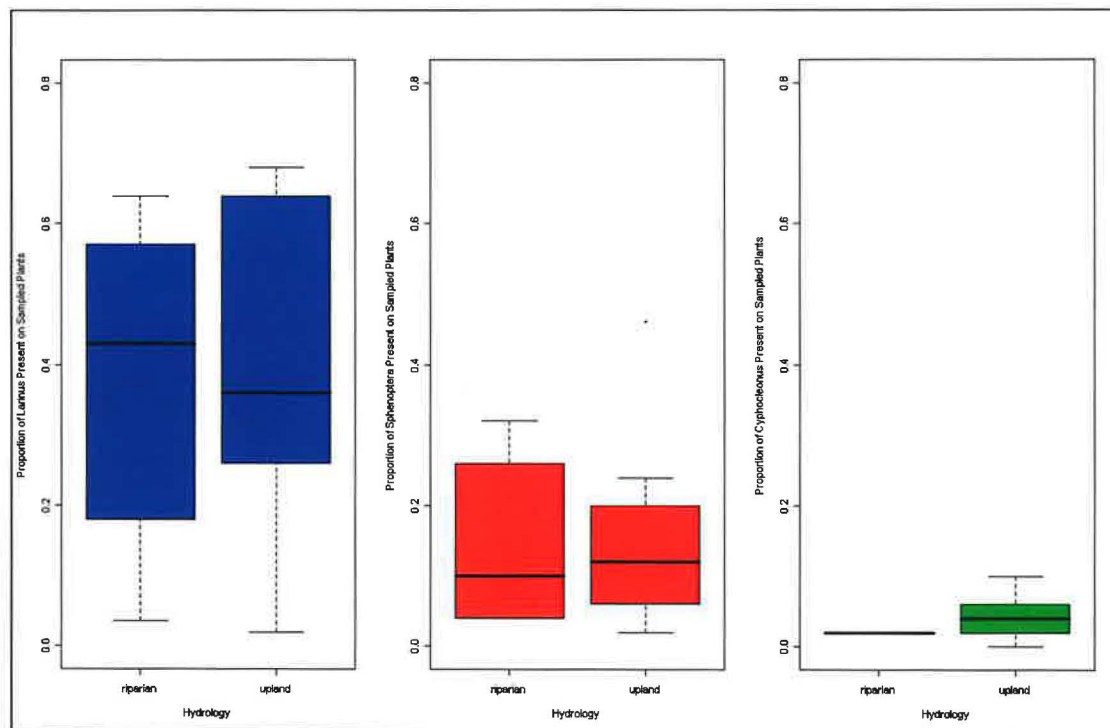 Proportion of Larinus Present on Sampled Plants
0.8
0.6
0.4
0.2
0.0
riparian
upland
Hydrology
Proportion of Sphenoptera Present on Sampled Plants
0.8
0.6
0.4
0.2
0.0
riparian
upland
Hydrology
Proportion of Cyphocleonus Present on Sampled Plants
0.8
0.6
0.4
0.2
0.0
riparian
upland
Hydrology